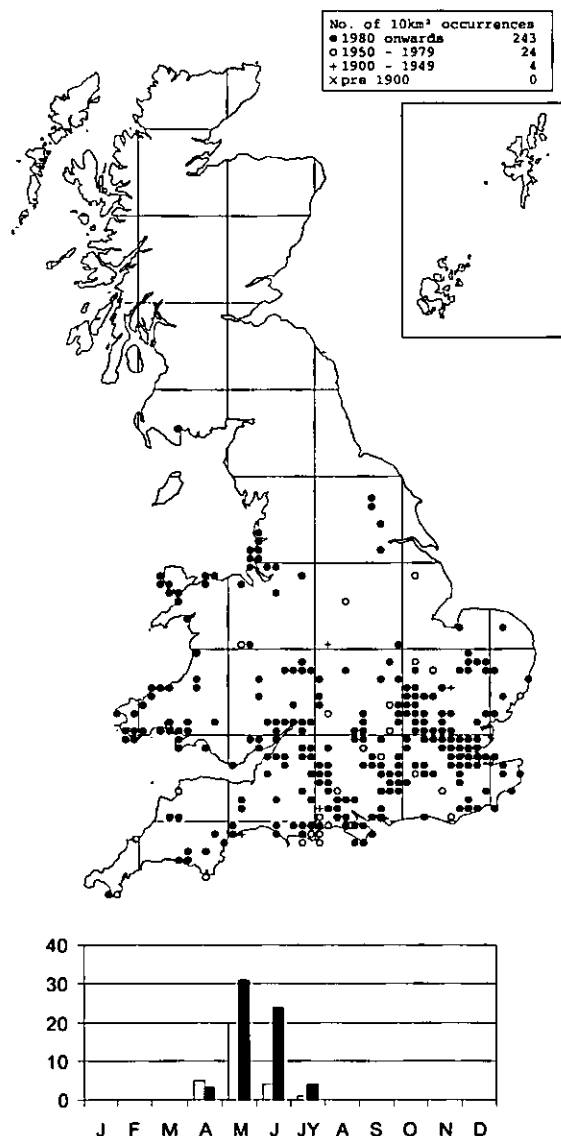 No. of 10km² occurrences
● 1980 onwards 243
○ 1950 - 1979 24
+ 1900 - 1949 4
× pre 1900 0
40
30
20
10
0
J F M A M J JY A S O N D